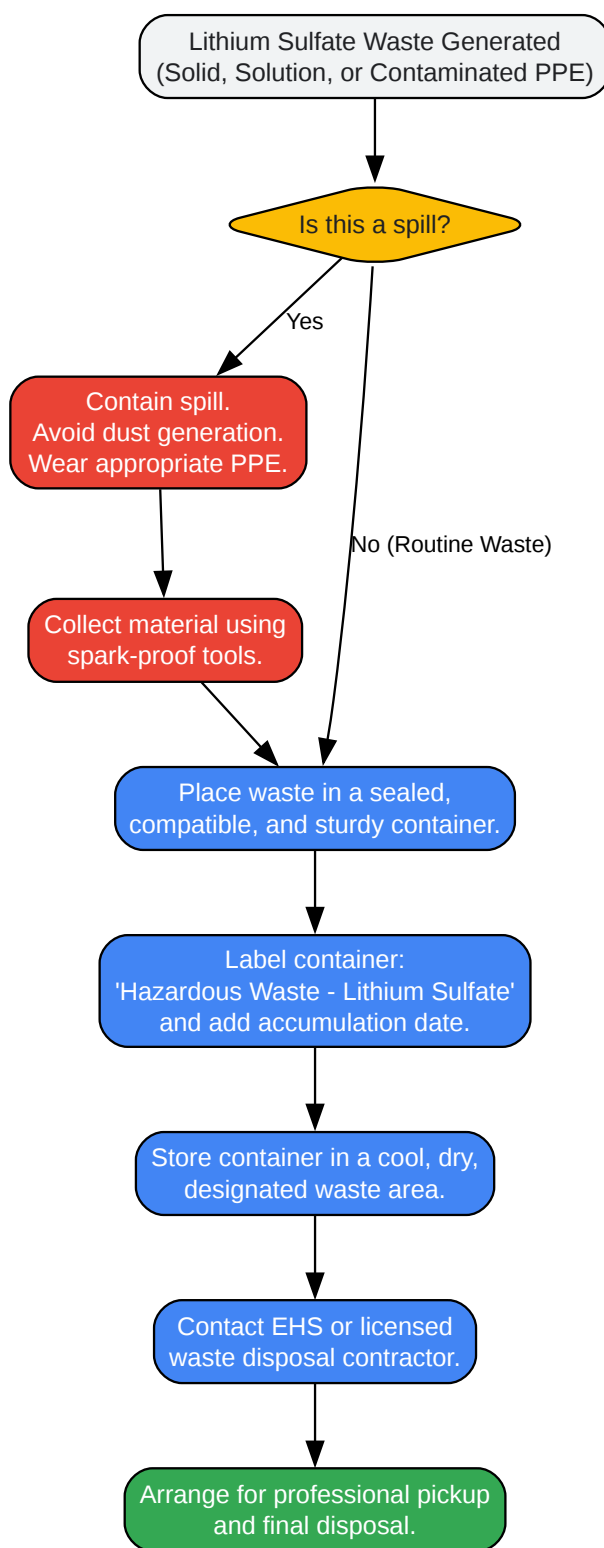 Lithium Sulfate Waste Generated
(Solid, Solution, or Contaminated PPE)
Is this a spill?
Yes
Contain spill.
Avoid dust generation.
Wear appropriate PPE.
No (Routine Waste)
Collect material using
spark-proof tools.
Place waste in a sealed,
compatible, and sturdy container.
Label container:
'Hazardous Waste - Lithium Sulfate'
and add accumulation date.
Store container in a cool, dry,
designated waste area.
Contact EHS or licensed
waste disposal contractor.
Arrange for professional pickup
and final disposal.